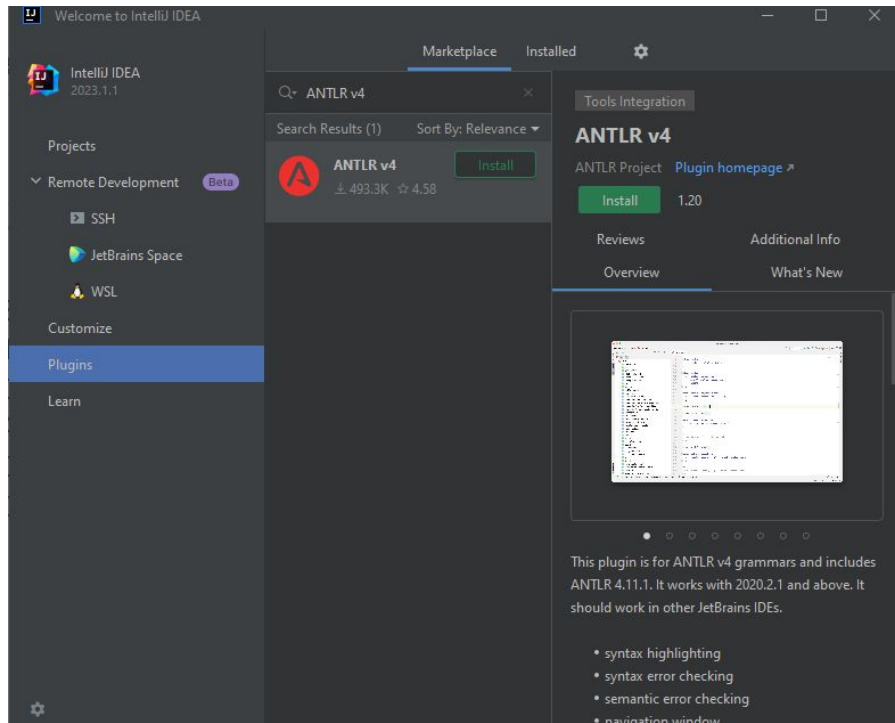 Welcome to IntelliJ IDEA
IntelliJ IDEA
2023.1.1
Projects
Remote Development Beta
SSH
JetBrains Space
WSL
Customize
Plugins
Learn
Marketplace Installed
ANTLR v4
Search Results (1) Sort By: Relevance
ANTLR v4 Install
493.3K 4.58
Tools Integration
ANTLR v4
ANTLR Project Plugin homepage
Install 1.20
Reviews Additional Info
Overview What's New
This plugin is for ANTLR v4 grammars and includes
ANTLR 4.11.1. It works with 2020.2.1 and above. It
should work in other JetBrains IDEs.
• syntax highlighting
• syntax error checking
• semantic error checking
• navigation window